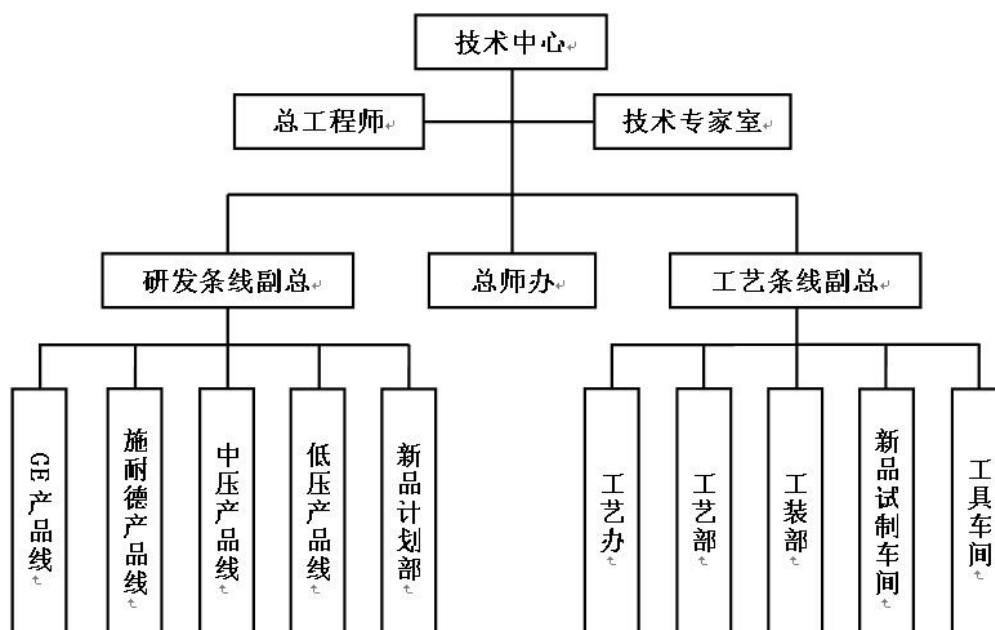 技术中心
总工程师
技术专家室
研发条线副总
总师办
工艺条线副总
GE产品线
施耐德产品线
中压产品线
低压产品线
新品计划部
工艺办
工艺部
工装部
新品试制车间
工具车间